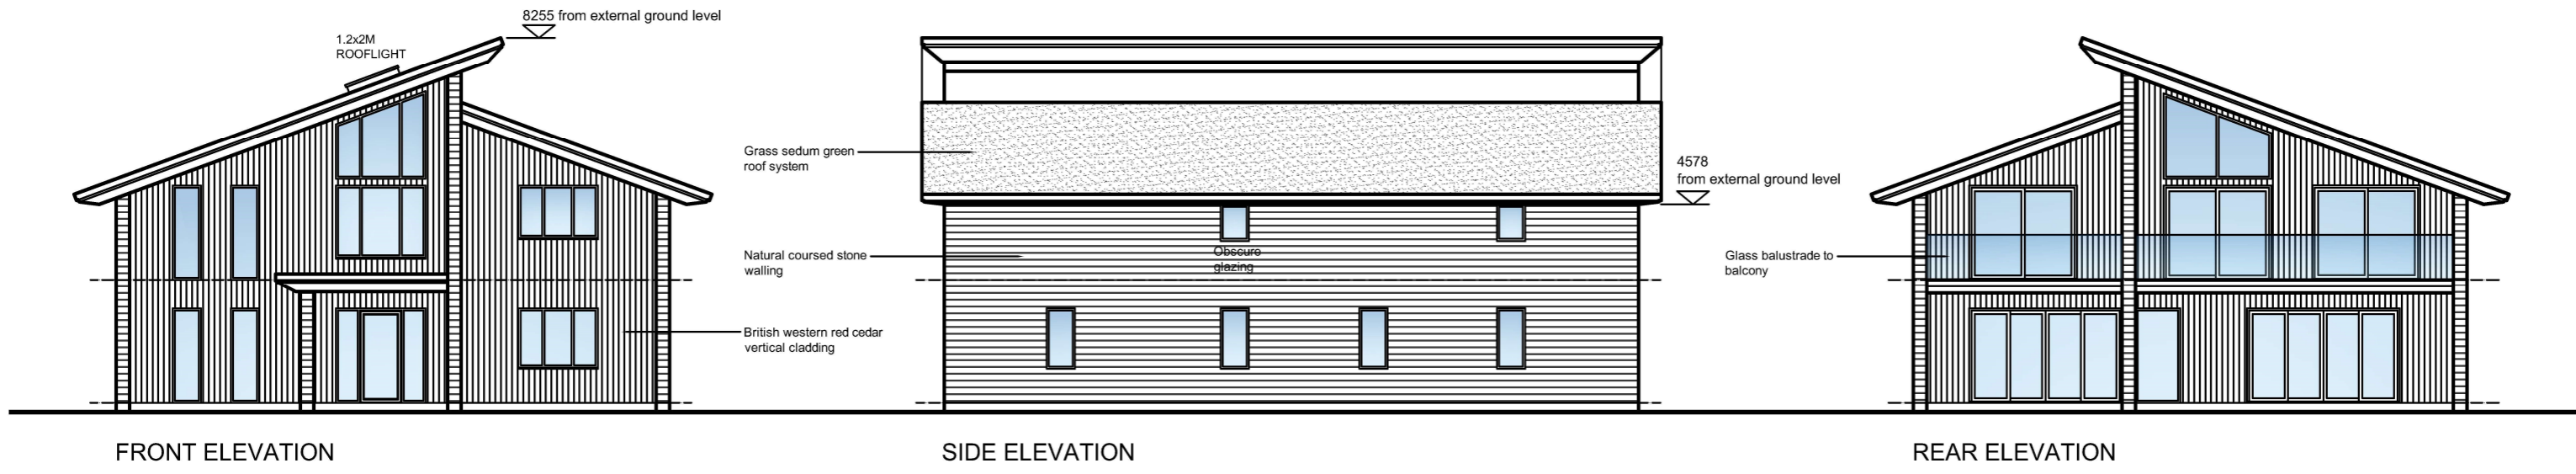 8255 from external ground level
1.2x2M
ROOFLIGHT
Grass sedum green
roof system
4578
from external ground level
Natural coursed stone
walling
Obscure
glazing
Glass balustrade to
balcony
British western red cedar
vertical cladding
FRONT ELEVATION
SIDE ELEVATION
REAR ELEVATION